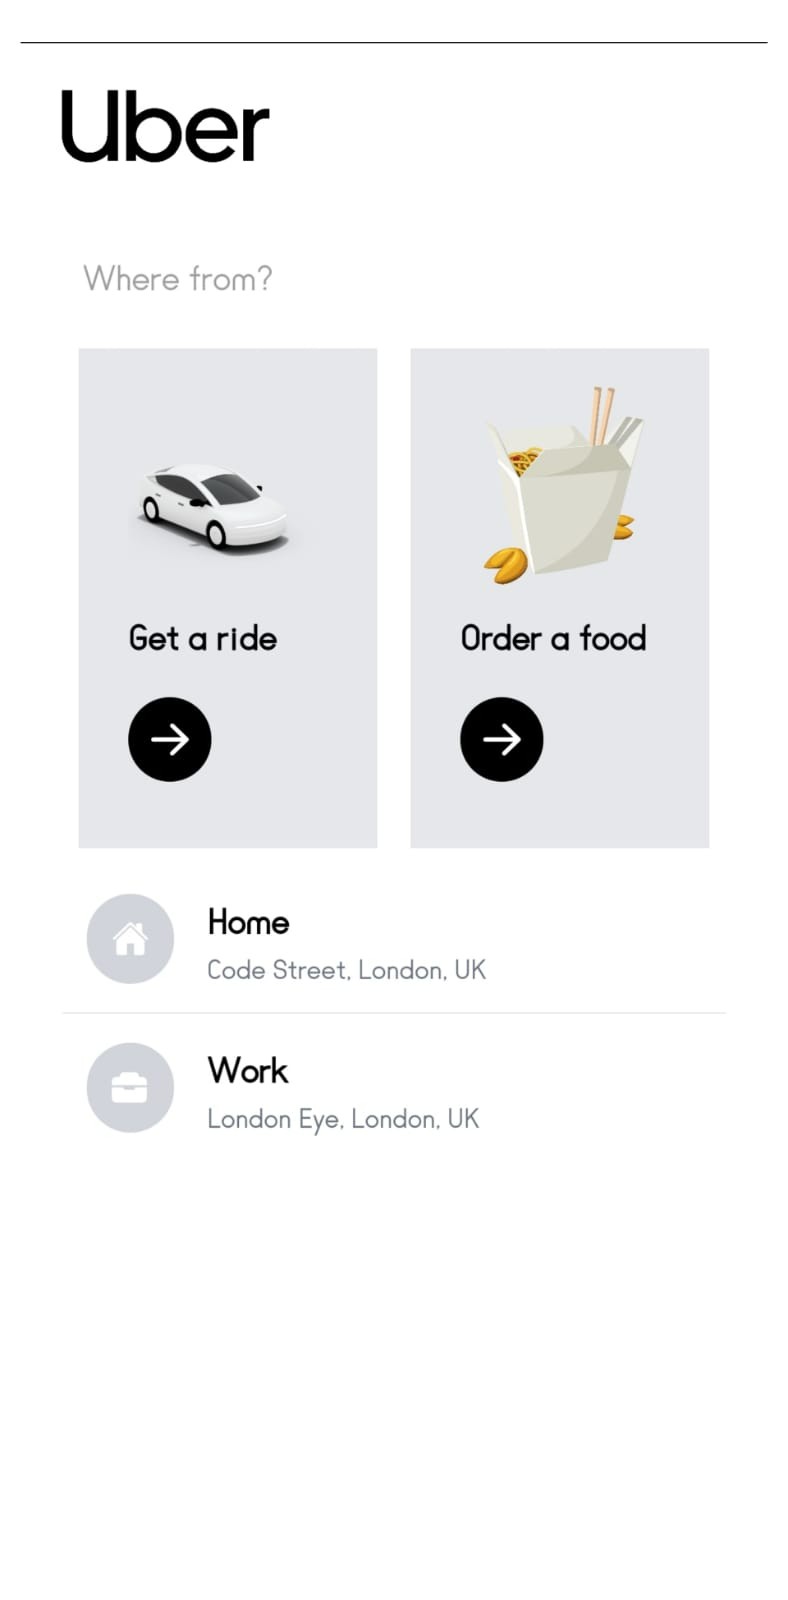 Uber
Where from?
Get a ride
Order a food
Home
Code Street, London, UK
Work
London Eye, London, UK